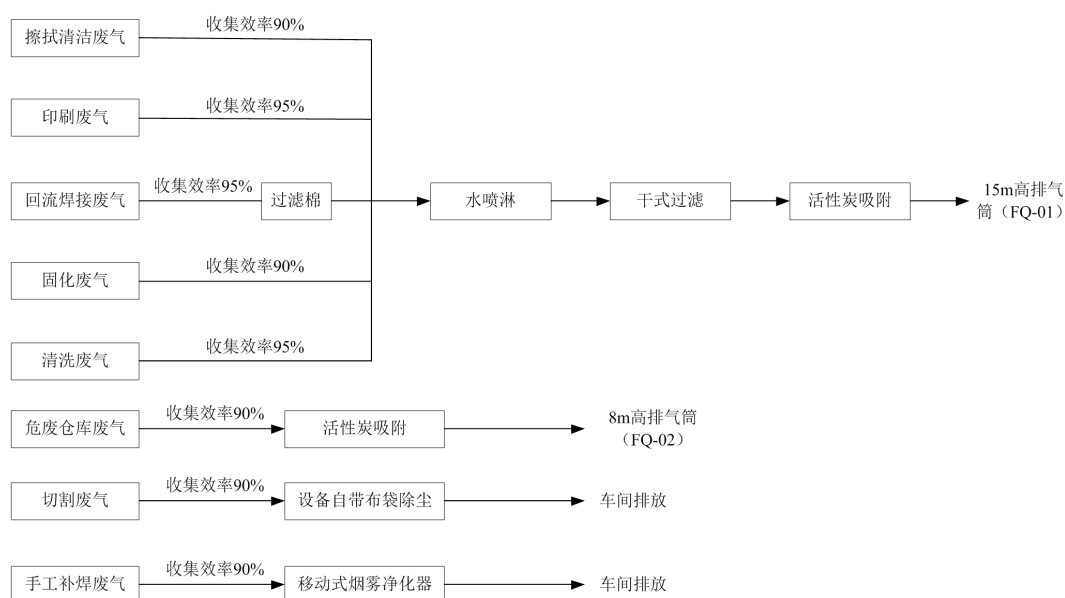 擦拭清洁废气
收集效率90%
印刷废气
收集效率95%
回流焊接废气
收集效率95%
过滤棉
水喷淋
干式过滤
活性炭吸附
15m高排气
筒（FQ-01）
固化废气
收集效率90%
清洗废气
收集效率95%
危废仓库废气
收集效率90%
活性炭吸附
8m高排气筒
（FQ-02）
切割废气
收集效率90%
设备自带布袋除尘
车间排放
手工补焊废气
收集效率90%
移动式烟雾净化器
车间排放